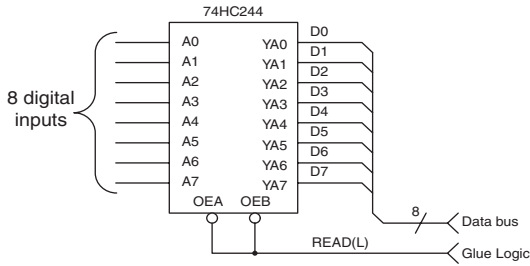 74HC244
8 digital
inputs
A0 YA0 D0
A1 YA1 D1
A2 YA2 D2
A3 YA3 D3
A4 YA4 D4
A5 YA5 D5
A6 YA6 D6
A7 YA7 D7
OEA OEB
8
Data bus
READ(L)
Glue Logic